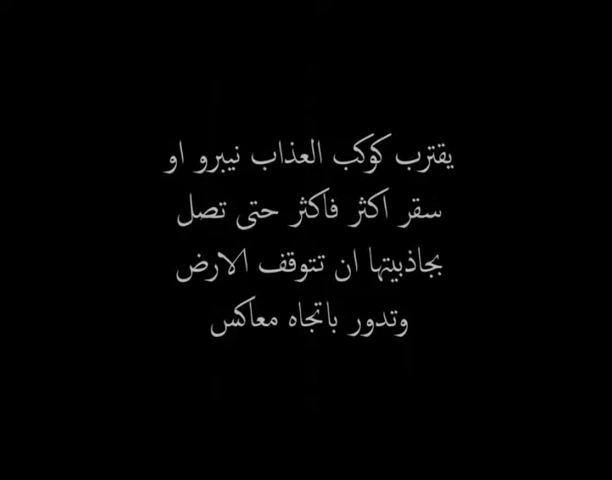 يقترب كوكب العذاب نيبرو او
سقر اكثر فاكثر حتى تصل
بجاذبيتها ان تتوقف الارض
وتدور باتجاه معاكس